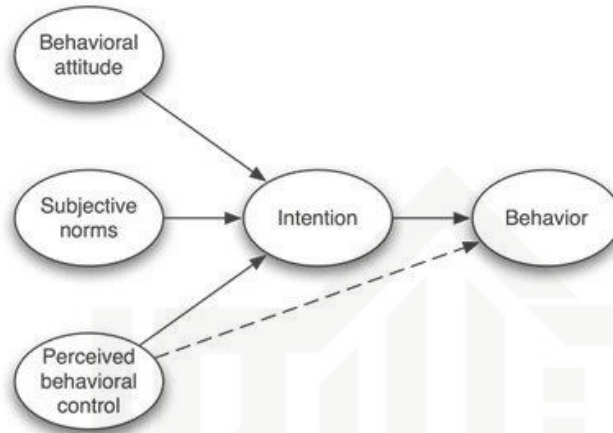 Behavioral
attitude
Subjective
norms
Intention
Behavior
Perceived
behavioral
control